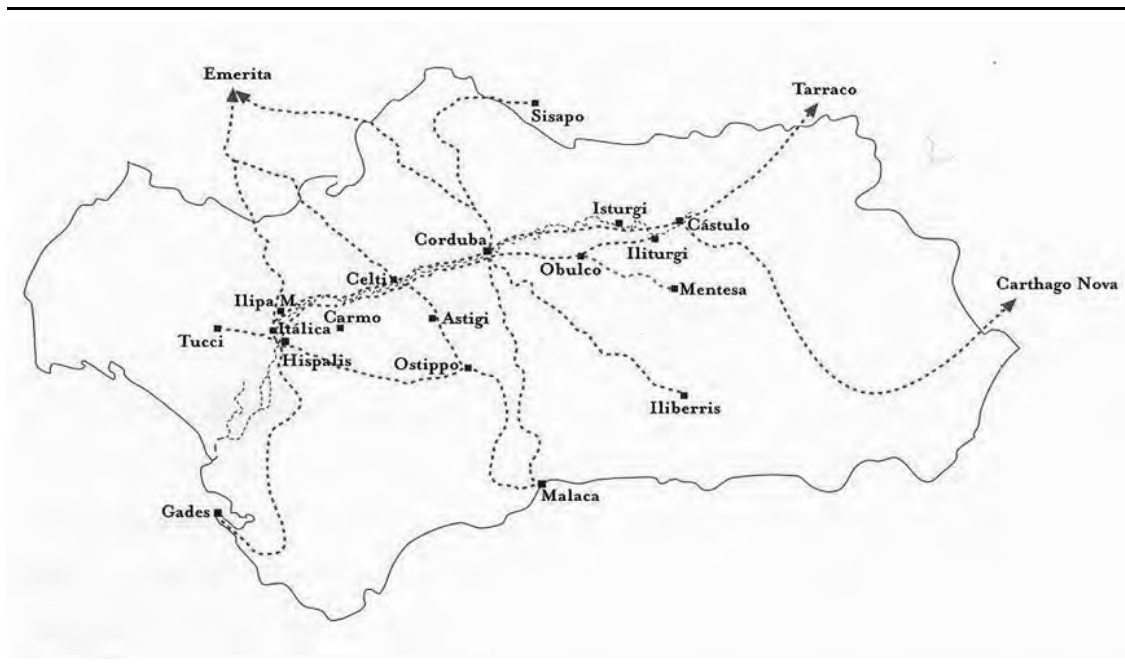 Emerita
Tarraco
Sisapo
Isturgi
Cástulo
Corduba
Iliturgi
Obulco
Celti
Mentesa
Carthago Nova
Ilipa M.
Carmo
Astigi
Itálica
Tucci
Hispalis
Ostippo
Iliberris
Malaca
Gades